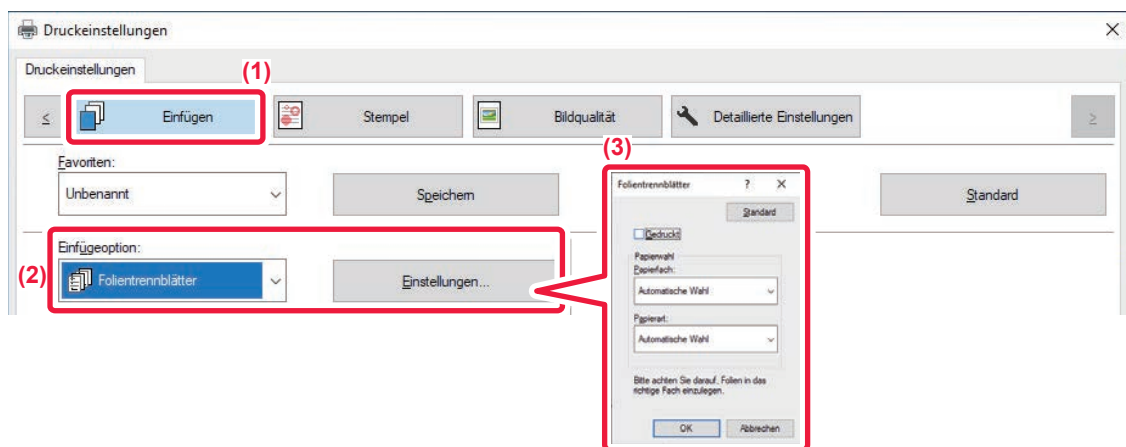 Druckeinstellungen
Druckeinstellungen
(1)
Einfügen
Stempel
Bildqualität
Detaillierte Einstellungen
(3)
Favoriten:
Unbenannt
Speichern
Standard
Einfügeoption:
(2)
Folientrennblätter
Einstellungen...
Folientrennblätter
Standard
Gedruckt
Papierwahl
Papierfach:
Automatische Wahl
Papierart:
Automatische Wahl
Bitte achten Sie darauf, Folien in das
richtige Fach einzulegen.
OK Abbrechen